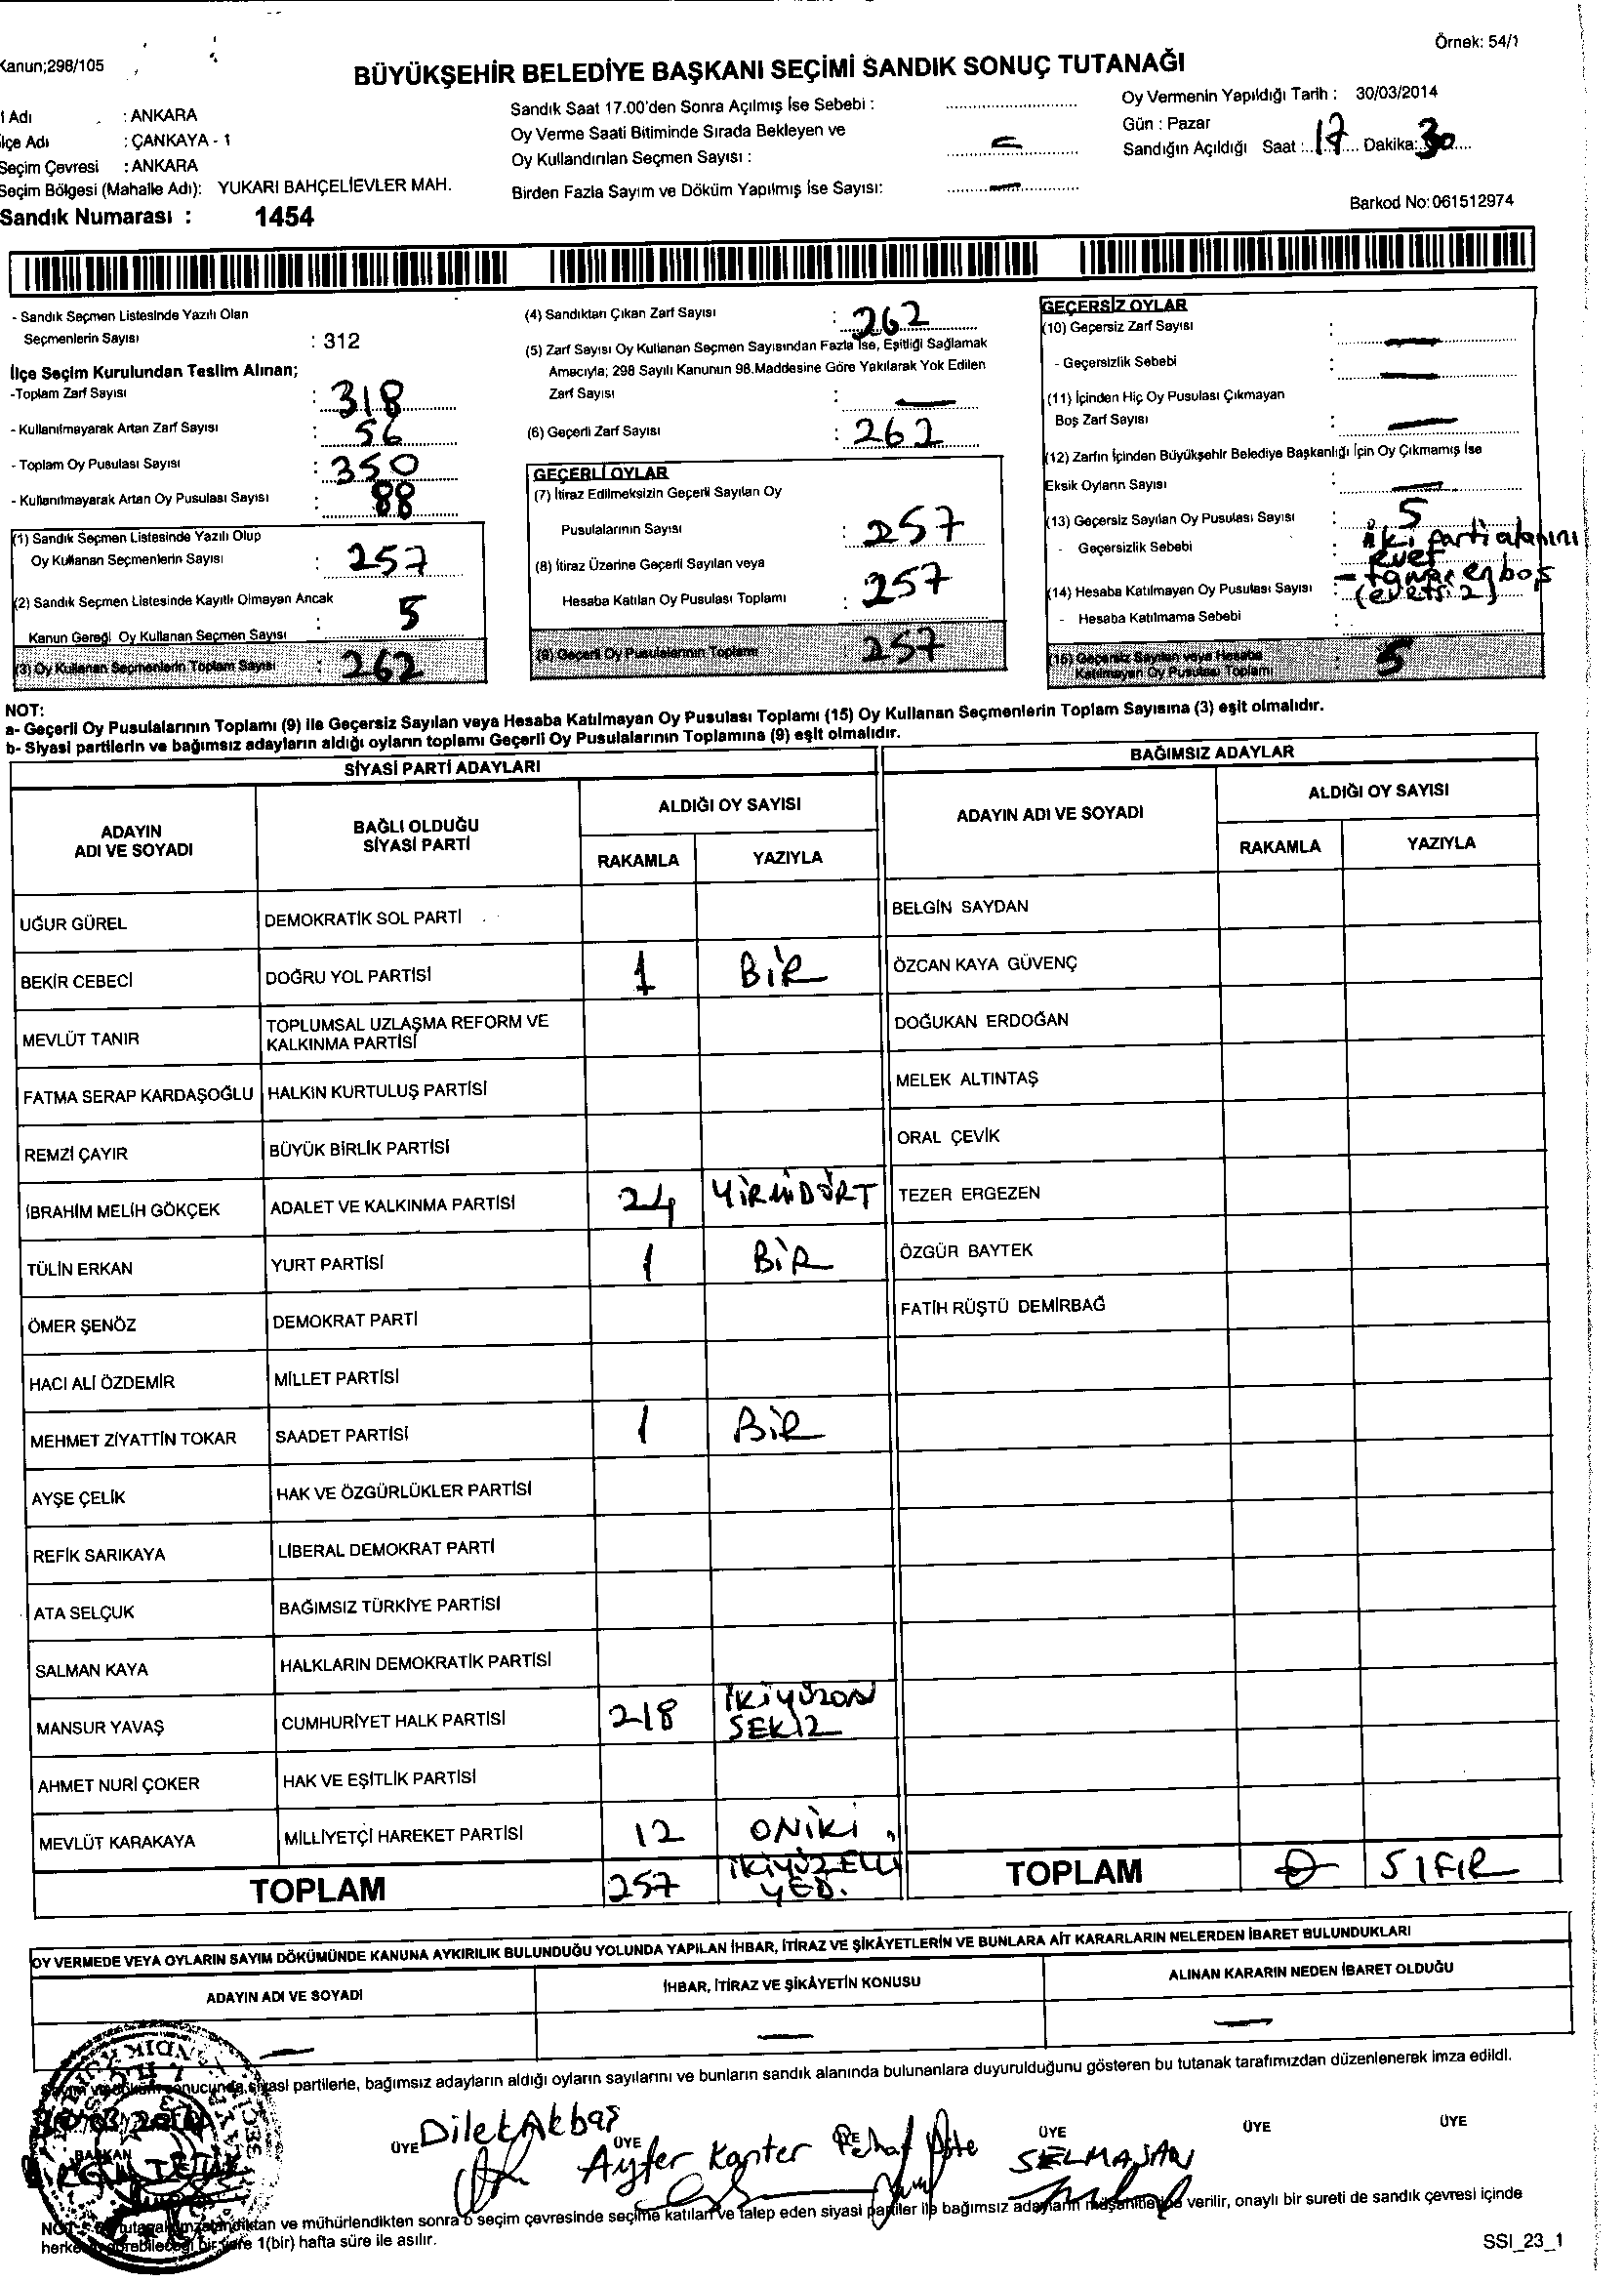 Örnek: 54/1
Kanun;298/105
BÜYÜKŞEHİR BELEDİYE BAŞKANI SEÇİMİ SANDIK SONUÇ TUTANAĞI
l Adı : ANKARA
İlçe Adı : ÇANKAYA - 1
Seçim Çevresi : ANKARA
Seçim Bölgesi (Mahalle Adı): YUKARI BAHÇELİEVLER MAH.
Sandık Numarası : 1454
Sandık Saat 17.00'den Sonra Açılmış İse Sebebi :
Oy Verme Saati Bitiminde Sırada Bekleyen ve
Oy Kullandırılan Seçmen Sayısı : —
Birden Fazla Sayım ve Döküm Yapılmış İse Sayısı: —
Oy Vermenin Yapıldığı Tarih : 30/03/2014
Gün : Pazar
Sandığın Açıldığı Saat : 17 Dakika: 30
Barkod No: 061512974
- Sandık Seçmen Listesinde Yazılı Olan
Seçmenlerin Sayısı : 312
İlçe Seçim Kurulundan Teslim Alınan;
-Toplam Zarf Sayısı : 318
- Kullanılmayarak Artan Zarf Sayısı : 56
- Toplam Oy Pusulası Sayısı : 350
- Kullanılmayarak Artan Oy Pusulası Sayısı : 88
(1) Sandık Seçmen Listesinde Yazılı Olup
Oy Kullanan Seçmenlerin Sayısı : 257
(2) Sandık Seçmen Listesinde Kayıtlı Olmayan Ancak
Kanun Gereği Oy Kullanan Seçmen Sayısı : 5
(3) Oy Kullanan Seçmenlerin Toplam Sayısı : 262
(4) Sandıktan Çıkan Zarf Sayısı : 262
(5) Zarf Sayısı Oy Kullanan Seçmen Sayısından Fazla İse, Eşitliği Sağlamak
Amacıyla; 298 Sayılı Kanunun 98.Maddesine Göre Yakılarak Yok Edilen
Zarf Sayısı : —
(6) Geçerli Zarf Sayısı : 262
GEÇERLİ OYLAR
(7) İtiraz Edilmeksizin Geçerli Sayılan Oy
Pusulalarının Sayısı : 257
(8) İtiraz Üzerine Geçerli Sayılan veya
Hesaba Katılan Oy Pusulası Toplamı : 257
(9) Geçerli Oy Pusulalarının Toplamı 257
GEÇERSİZ OYLAR
(10) Geçersiz Zarf Sayısı : —
- Geçersizlik Sebebi : —
(11) İçinden Hiç Oy Pusulası Çıkmayan
Boş Zarf Sayısı : —
(12) Zarfın İçinden Büyükşehir Belediye Başkanlığı İçin Oy Çıkmamış İse
Eksik Oyların Sayısı : —
(13) Geçersiz Sayılan Oy Pusulası Sayısı : 5
- Geçersizlik Sebebi : iki parti alanını
evet
(14) Hesaba Katılmayan Oy Pusulası Sayısı : boş
(evetsiz)
- Hesaba Katılmama Sebebi :
(15) Geçersiz Sayılan veya Hesaba
Katılmayan Oy Pusulası Toplamı : 5
NOT:
a- Geçerli Oy Pusulalarının Toplamı (9) ile Geçersiz Sayılan veya Hesaba Katılmayan Oy Pusulası Toplamı (15) Oy Kullanan Seçmenlerin Toplam Sayısına (3) eşit olmalıdır.
b- Siyasi partilerin ve bağımsız adayların aldığı oyların toplamı Geçerli Oy Pusulalarının Toplamına (9) eşit olmalıdır.
SİYASİ PARTİ ADAYLARI
ADAYIN
ADI VE SOYADI
BAĞLI OLDUĞU
SİYASİ PARTİ
ALDIĞI OY SAYISI
RAKAMLA YAZIYLA
UĞUR GÜREL DEMOKRATİK SOL PARTİ
BEKİR CEBECİ DOĞRU YOL PARTİSİ 1 BİR
MEVLÜT TANIR TOPLUMSAL UZLAŞMA REFORM VE
KALKINMA PARTİSİ
FATMA SERAP KARDAŞOĞLU HALKIN KURTULUŞ PARTİSİ
REMZİ ÇAYIR BÜYÜK BİRLİK PARTİSİ
İBRAHİM MELİH GÖKÇEK ADALET VE KALKINMA PARTİSİ 24 YİRMİDÖRT
TÜLİN ERKAN YURT PARTİSİ 1 BİR
ÖMER ŞENÖZ DEMOKRAT PARTİ
HACI ALİ ÖZDEMİR MİLLET PARTİSİ
MEHMET ZİYATTİN TOKAR SAADET PARTİSİ 1 BİR
AYŞE ÇELİK HAK VE ÖZGÜRLÜKLER PARTİSİ
REFİK SARIKAYA LİBERAL DEMOKRAT PARTİ
ATA SELÇUK BAĞIMSIZ TÜRKİYE PARTİSİ
SALMAN KAYA HALKLARIN DEMOKRATİK PARTİSİ
MANSUR YAVAŞ CUMHURİYET HALK PARTİSİ 218 İKİYÜZON
SEKİZ
AHMET NURİ ÇOKER HAK VE EŞİTLİK PARTİSİ
MEVLÜT KARAKAYA MİLLİYETÇİ HAREKET PARTİSİ 12 ONİKİ
TOPLAM 257 İKİYÜZELLİ
YEDİ
BAĞIMSIZ ADAYLAR
ADAYIN ADI VE SOYADI
ALDIĞI OY SAYISI
RAKAMLA YAZIYLA
BELGİN SAYDAN
ÖZCAN KAYA GÜVENÇ
DOĞUKAN ERDOĞAN
MELEK ALTINTAŞ
ORAL ÇEVİK
TEZER ERGEZEN
ÖZGÜR BAYTEK
FATİH RÜŞTÜ DEMİRBAĞ
TOPLAM 0 SIFIR
OY VERMEDE VEYA OYLARIN SAYIM DÖKÜMÜNDE KANUNA AYKIRILIK BULUNDUĞU YOLUNDA YAPILAN İHBAR, İTİRAZ VE ŞİKÂYETLERİN VE BUNLARA AİT KARARLARIN NELERDEN İBARET BULUNDUKLARI
ADAYIN ADI VE SOYADI İHBAR, İTİRAZ VE ŞİKÂYETİN KONUSU ALINAN KARARIN NEDEN İBARET OLDUĞU
— — —
siyasi partilerle, bağımsız adayların aldığı oyların sayılarını ve bunların sandık alanında bulunanlara duyurulduğunu gösteren bu tutanak tarafımızdan düzenlenerek imza edildi.
BAŞKAN
ÜYE Dilek Akbaş
ÜYE Ayfer Kanter
ÜYE
ÜYE SELMA ŞAN
ÜYE
ÜYE
NOT : Bu tutanak imzalandıktan ve mühürlendikten sonra o seçim çevresinde seçime katılan ve talep eden siyasi partiler ile bağımsız adayların müşahitlerine verilir, onaylı bir sureti de sandık çevresi içinde
herkesin görebileceği bir yere 1(bir) hafta süre ile asılır.
SSI_23_1